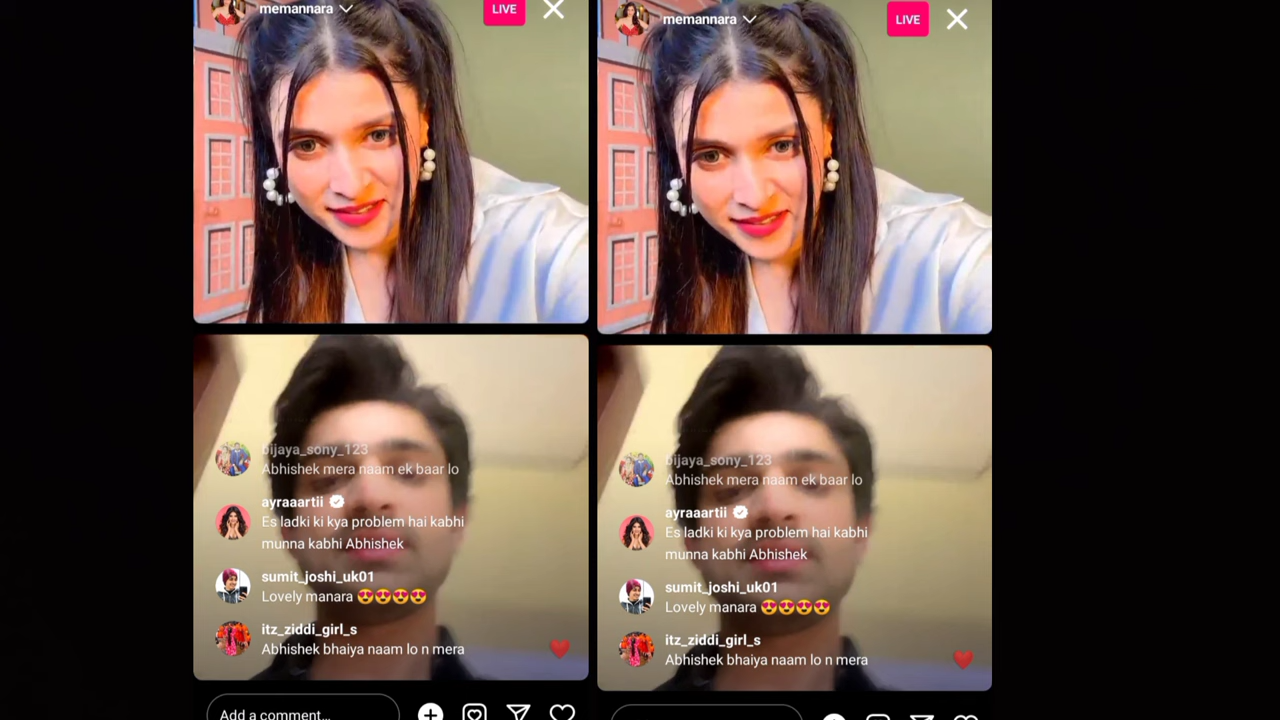 memannara
LIVE
bijaya_sony_123
Abhishek mera naam ek baar lo
ayraaartii
Es ladki ki kya problem hai kabhi
munna kabhi Abhishek
sumit_joshi_uk01
Lovely manara 😍😍😍😍
itz_ziddi_girl_s
Abhishek bhaiya naam lo n mera
Add a comment...
memannara
LIVE
bijaya_sony_123
Abhishek mera naam ek baar lo
ayraaartii
Es ladki ki kya problem hai kabhi
munna kabhi Abhishek
sumit_joshi_uk01
Lovely manara 😍😍😍😍
itz_ziddi_girl_s
Abhishek bhaiya naam lo n mera